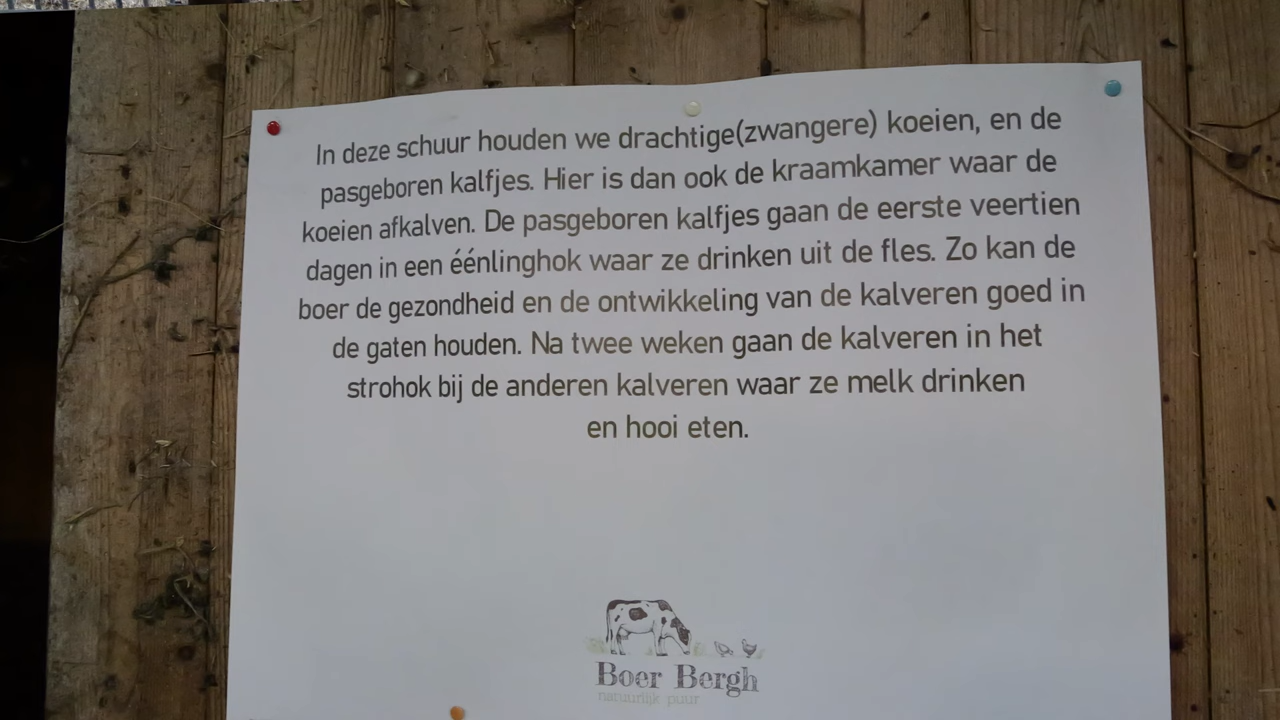 In deze schuur houden we drachtige(zwangere) koeien, en de
pasgeboren kalfjes. Hier is dan ook de kraamkamer waar de
koeien afkalven. De pasgeboren kalfjes gaan de eerste veertien
dagen in een éénlinghok waar ze drinken uit de fles. Zo kan de
boer de gezondheid en de ontwikkeling van de kalveren goed in
de gaten houden. Na twee weken gaan de kalveren in het
strohok bij de anderen kalveren waar ze melk drinken
en hooi eten.
Boer Bergh
natuurlijk puur